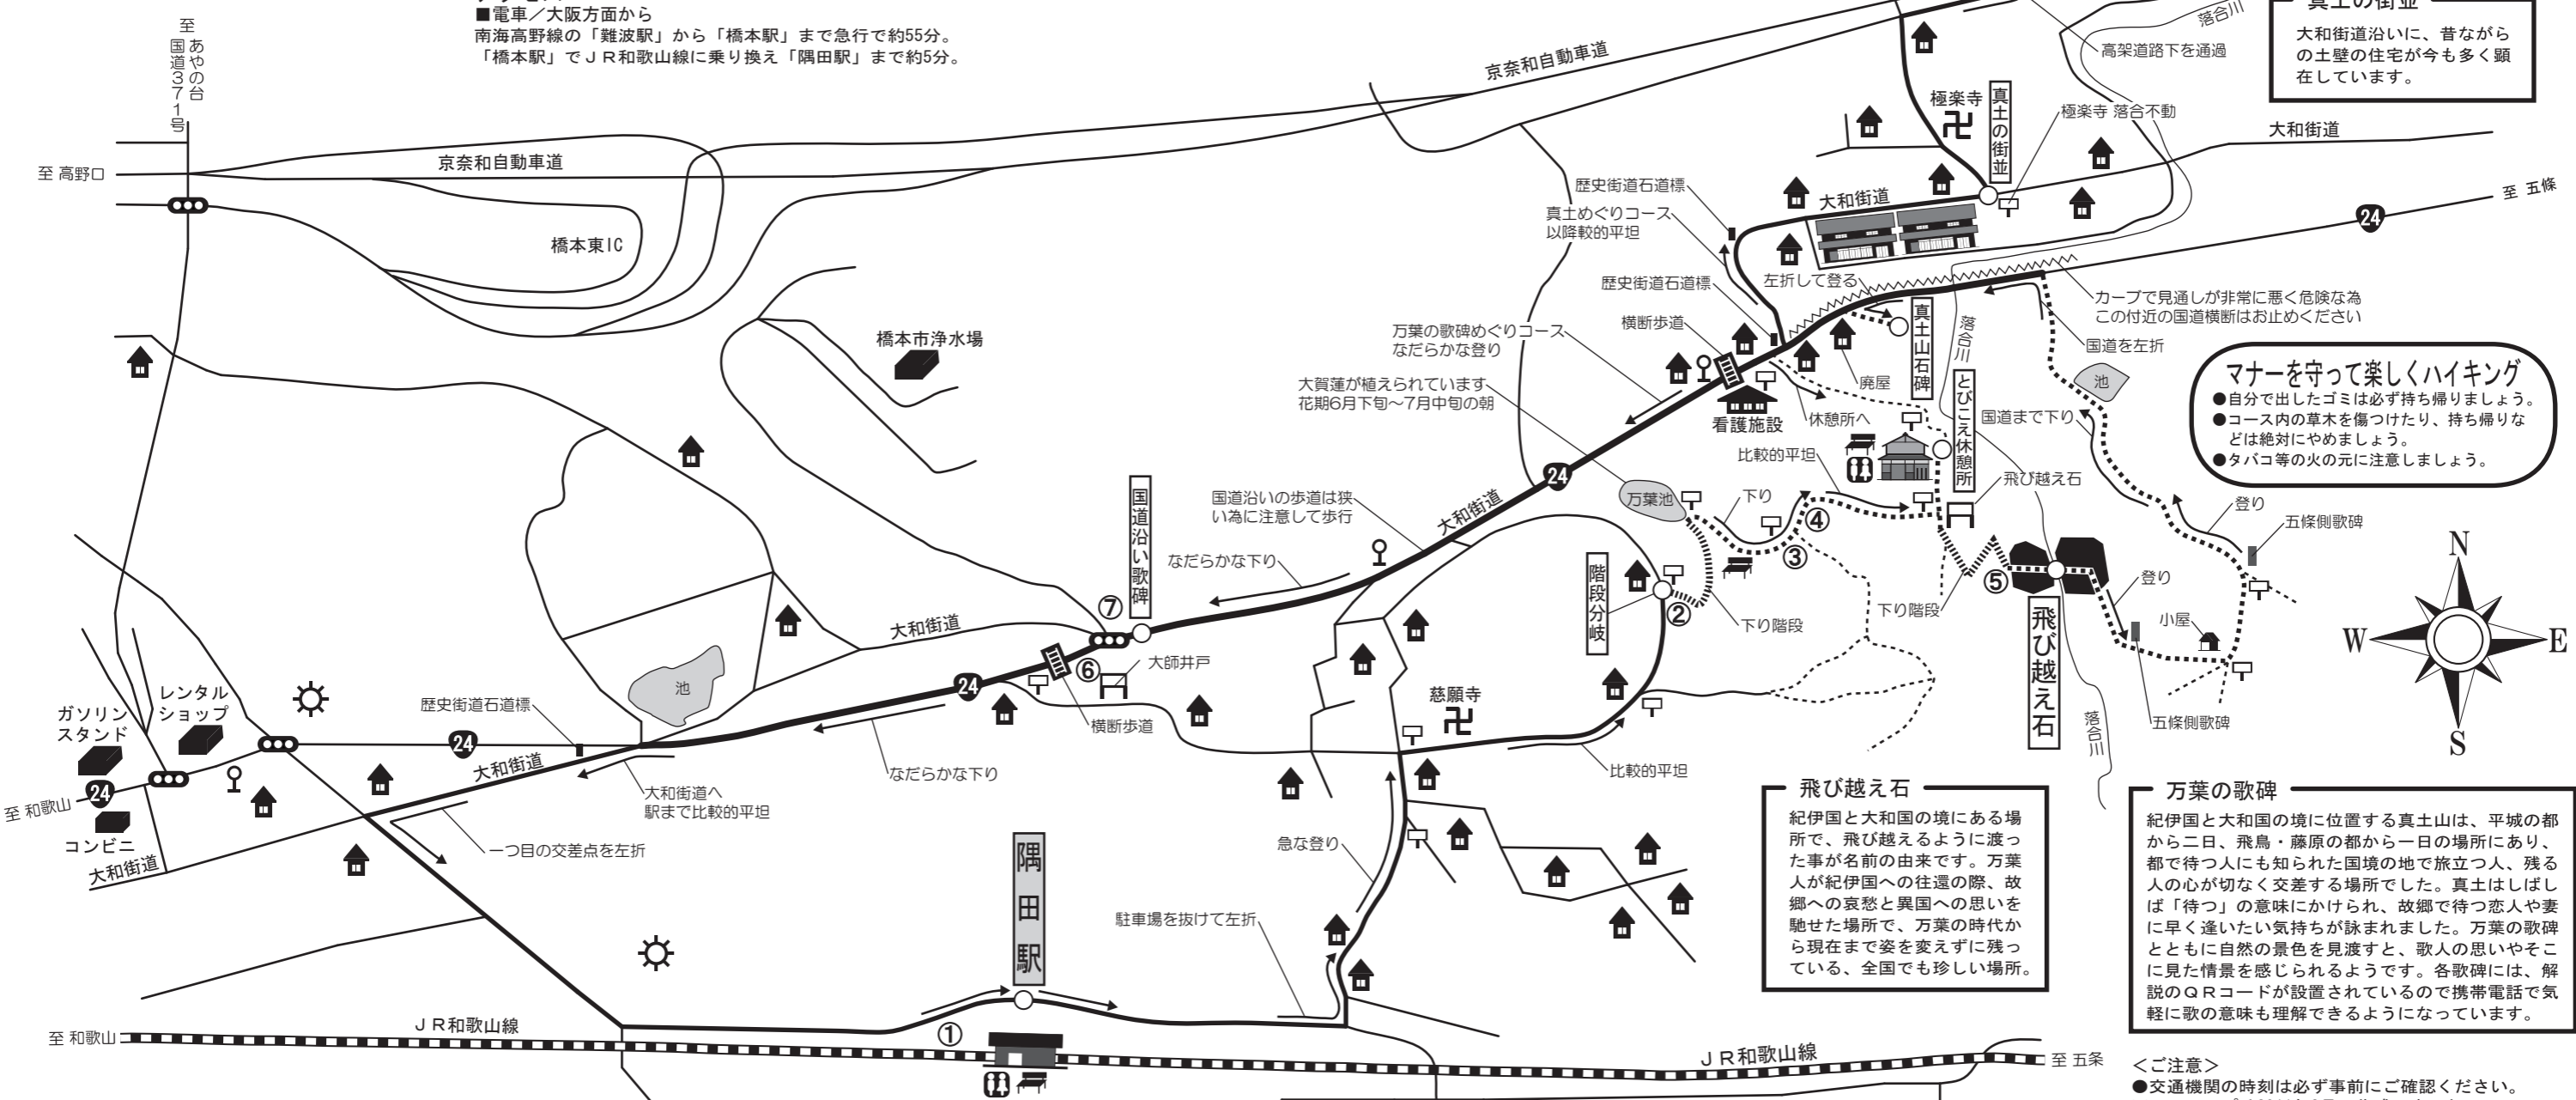 ■電車／大阪方面から
南海高野線の「難波駅」から「橋本駅」まで急行で約55分。
「橋本駅」でＪＲ和歌山線に乗り換え「隅田駅」まで約5分。
至 あやの台
国道371号
至 高野口
京奈和自動車道
橋本東IC
京奈和自動車道
橋本市浄水場
落合川
高架道路下を通過
真土の街並
大和街道沿いに、昔ながら
の土壁の住宅が今も多く顕
在しています。
極楽寺
真土の街並
極楽寺 落合不動
大和街道
至 五條
24
歴史街道石道標
真土めぐりコース
以降較的平坦
大和街道
歴史街道石道標
左折して登る
カーブで見通しが非常に悪く危険な為
この付近の国道横断はお止めください
万葉の歌碑めぐりコース
なだらかな登り
横断歩道
真土山石碑
落合川
国道を左折
大賀蓮が植えられています
花期6月下旬～7月中旬の朝
廃屋
看護施設
休憩所へ
とびこえ休憩所
国道まで下り
池
マナーを守って楽しくハイキング
●自分で出したゴミは必ず持ち帰りましょう。
●コース内の草木を傷つけたり、持ち帰りな
どは絶対にやめましょう。
●タバコ等の火の元に注意しましょう。
比較的平坦
24
飛び越え石
国道沿い歌碑
国道沿いの歩道は狭
い為に注意して歩行
大和街道
万葉池
下り
④
③
登り
五條側歌碑
なだらかな下り
階段分岐
②
下り階段
下り階段
⑤
登り
小屋
飛び越え石
五條側歌碑
落合川
N
W
E
S
⑦
大和街道
⑥
大師井戸
24
横断歩道
池
なだらかな下り
慈願寺
比較的平坦
ガソリン
スタンド
レンタル
ショップ
歴史街道石道標
24
大和街道
大和街道へ
駅まで比較的平坦
至 和歌山
24
コンビニ
大和街道
一つ目の交差点を左折
急な登り
駐車場を抜けて左折
隅田駅
①
飛び越え石
紀伊国と大和国の境にある場
所で、飛び越えるように渡っ
た事が名前の由来です。万葉
人が紀伊国への往還の際、故
郷への哀愁と異国への思いを
馳せた場所で、万葉の時代か
ら現在まで姿を変えずに残っ
ている、全国でも珍しい場所。
万葉の歌碑
紀伊国と大和国の境に位置する真土山は、平城の都
から二日、飛鳥・藤原の都から一日の場所にあり、
都で待つ人にも知られた国境の地で旅立つ人、残る
人の心が切なく交差する場所でした。真土はしばし
ば「待つ」の意味にかけられ、故郷で待つ恋人や妻
に早く逢いたい気持ちが詠まれました。万葉の歌碑
とともに自然の景色を見渡すと、歌人の思いやそこ
に見た情景を感じられるようです。各歌碑には、解
説のＱＲコードが設置されているので携帯電話で気
軽に歌の意味も理解できるようになっています。
至 和歌山
ＪＲ和歌山線
ＪＲ和歌山線
至 五条
＜ご注意＞
●交通機関の時刻は必ず事前にご確認ください。